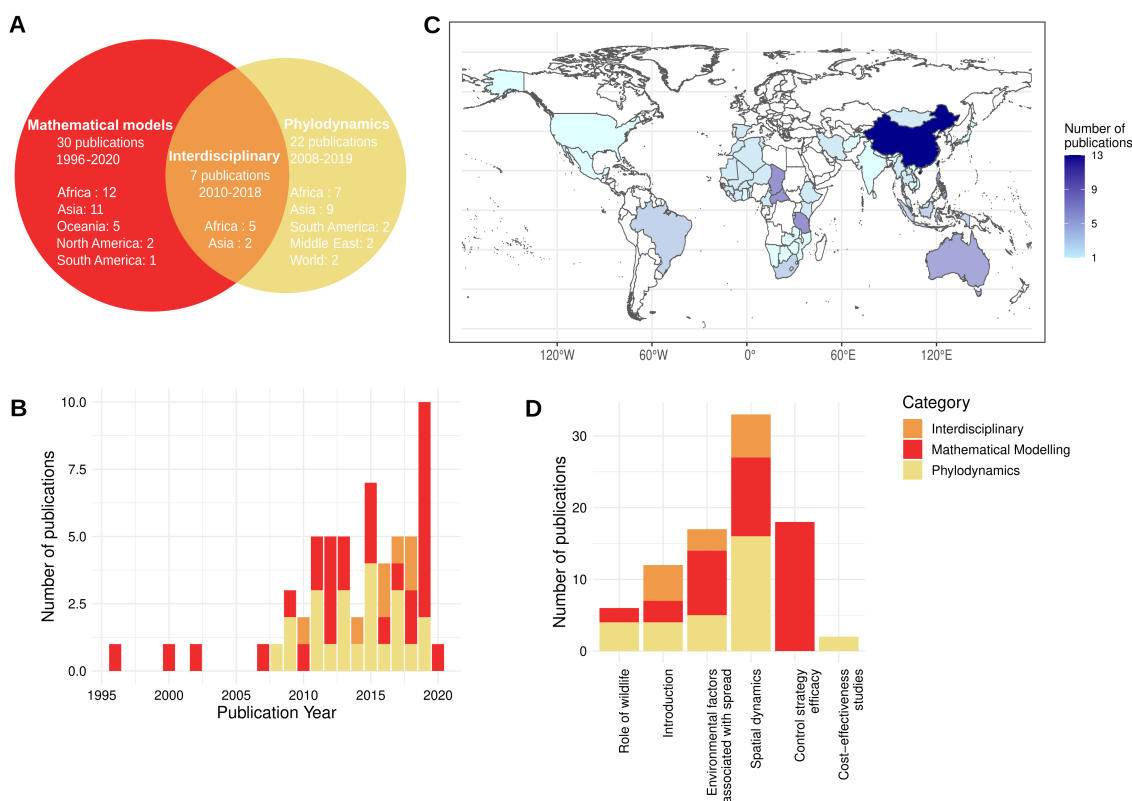 A
Mathematical models
30 publications
1996-2020
Africa : 12
Asia: 11
Oceania: 5
North America: 2
South America: 1
Interdisciplinary
7 publications
2010-2018
Africa : 5
Asia : 2
Phylodynamics
22 publications
2008-2019
Africa : 7
Asia : 9
South America: 2
Middle East: 2
World: 2
C
120°W
60°W
0°
60°E
120°E
Number of
publications
13
9
5
1
B
Number of publications
10.0
7.5
5.0
2.5
0.0
1995
2000
2005
2010
2015
2020
Publication Year
D
Number of publications
30
20
10
0
Role of wildlife
Introduction
Environmental factors
associated with spread
Spatial dynamics
Control strategy
efficacy
Cost−effectiveness
studies
Category
Interdisciplinary
Mathematical Modelling
Phylodynamics